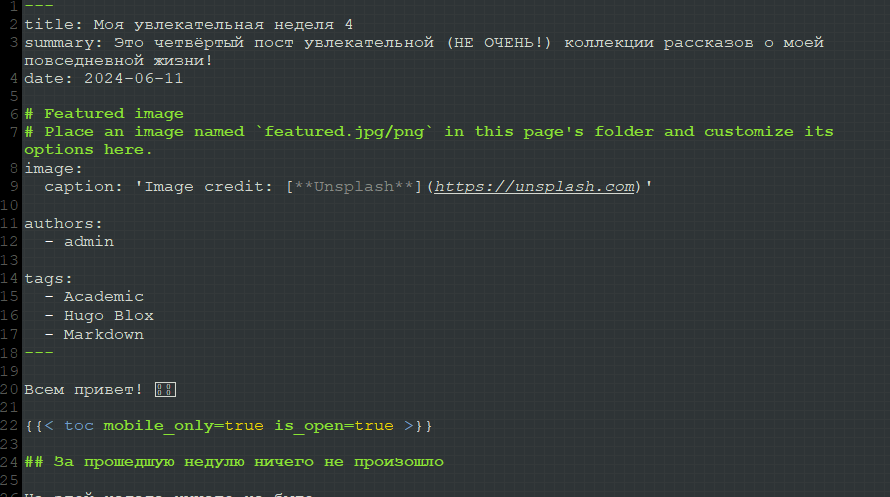 1 ---
2 title: Моя увлекательная неделя 4
3 summary: Это четвёртый пост увлекательной (НЕ ОЧЕНЬ!) коллекции рассказов о моей
повседневной жизни!
4 date: 2024-06-11
5
6 # Featured image
7 # Place an image named `featured.jpg/png` in this page's folder and customize its
options here.
8 image:
9   caption: 'Image credit: [**Unsplash**](https://unsplash.com)'
10
11 authors:
12   - admin
13
14 tags:
15   - Academic
16   - Hugo Blox
17   - Markdown
18 ---
19
20 Всем привет!
21
22 {{< toc mobile_only=true is_open=true >}}
23
24 ## За прошедшую недулю ничего не произошло
25